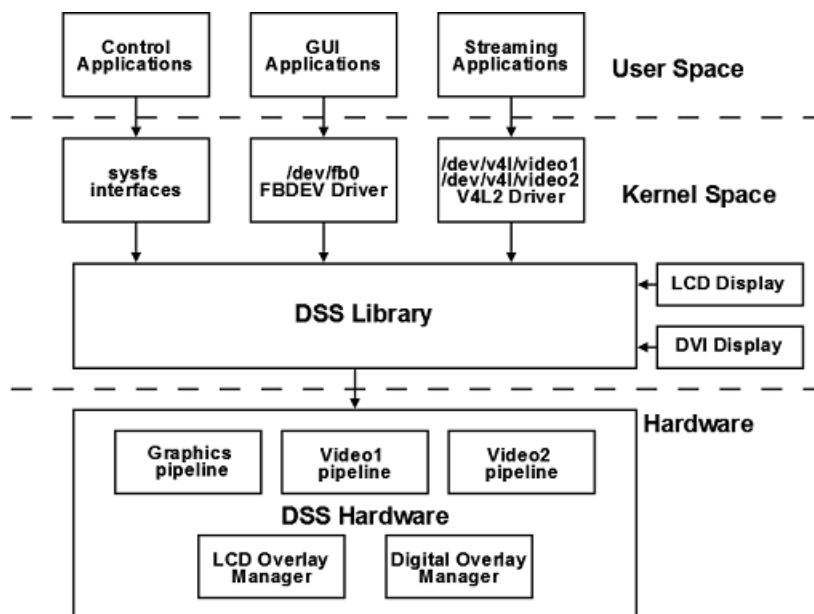 Control
Applications
GUI
Applications
Streaming
Applications
User Space
sysfs
interfaces
/dev/fb0
FBDEV Driver
/dev/v4l/video1
/dev/v4l/video2
V4L2 Driver
Kernel Space
DSS Library
LCD Display
DVI Display
Hardware
Graphics
pipeline
Video1
pipeline
Video2
pipeline
DSS Hardware
LCD Overlay
Manager
Digital Overlay
Manager